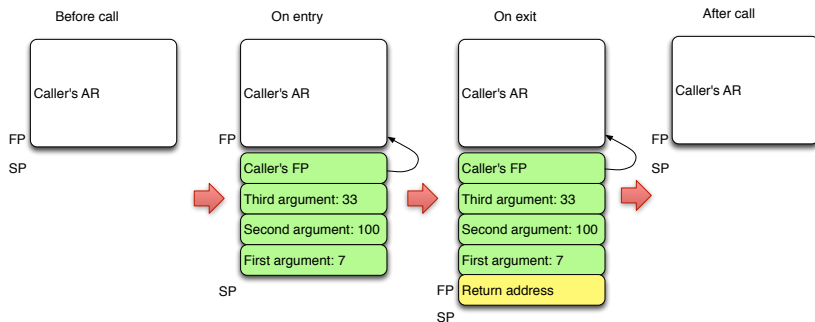 Before call
On entry
On exit
After call
Caller's AR
Caller's AR
Caller's AR
Caller's AR
FP
FP
FP
SP
SP
Caller's FP
Caller's FP
Third argument: 33
Third argument: 33
Second argument: 100
Second argument: 100
First argument: 7
First argument: 7
SP
FP
Return address
SP